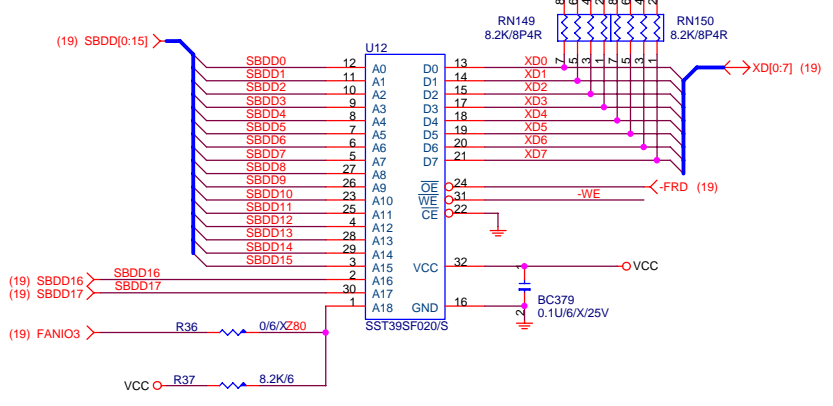 8 6 4 2 8 6 4 2
RN149 RN150
8.2K/8P4R 8.2K/8P4R
(19) SBDD[0:15]
U12
7 5 3 1 7 5 3 1
XD[0:7] (19)
SBDD0 12 A0 D0 13 XD0
SBDD1 11 A1 D1 14 XD1
SBDD2 10 A2 D2 15 XD2
SBDD3 9 A3 D3 17 XD3
SBDD4 8 A4 D4 18 XD4
SBDD5 7 A5 D5 19 XD5
SBDD6 6 A6 D6 20 XD6
SBDD7 5 A7 D7 21 XD7
SBDD8 27 A8
SBDD9 26 A9 OE 24 -FRD (19)
SBDD10 23 A10 WE 31 -WE
SBDD11 25 A11 CE 22
SBDD12 4 A12
SBDD13 28 A13
SBDD14 29 A14
SBDD15 3 A15 VCC 32 1 VCC
(19) SBDD16 SBDD16 2 A16
(19) SBDD17 SBDD17 30 A17
1 A18 GND 16 2
BC379
0.1U/6/X/25V
SST39SF020/S
(19) FANIO3 R36 0/6/XZ80
VCC R37 8.2K/6